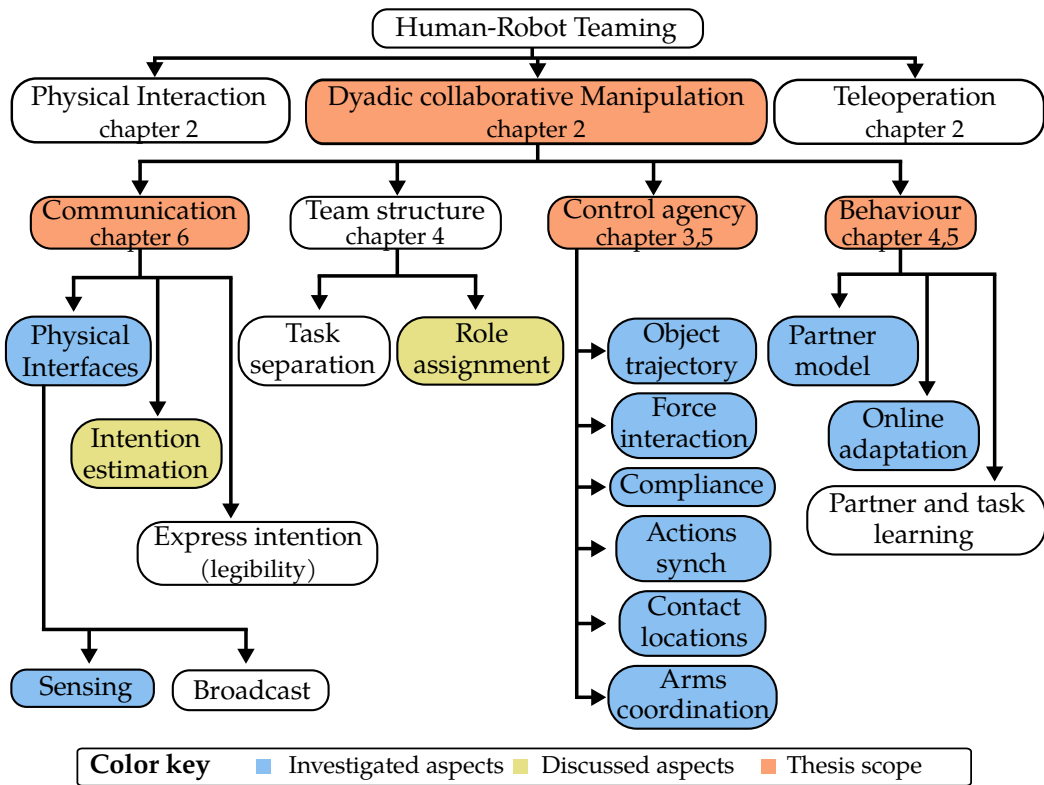 Human-Robot Teaming
Physical Interaction
chapter 2
Dyadic collaborative Manipulation
chapter 2
Teleoperation
chapter 2
Communication
chapter 6
Team structure
chapter 4
Control agency
chapter 3,5
Behaviour
chapter 4,5
Physical
Interfaces
Task
separation
Role
assignment
Object
trajectory
Partner
model
Force
interaction
Online
adaptation
Intention
estimation
Compliance
Partner and task
learning
Express intention
(legibility)
Actions
synch
Contact
locations
Sensing
Broadcast
Arms
coordination
Color key
Investigated aspects
Discussed aspects
Thesis scope